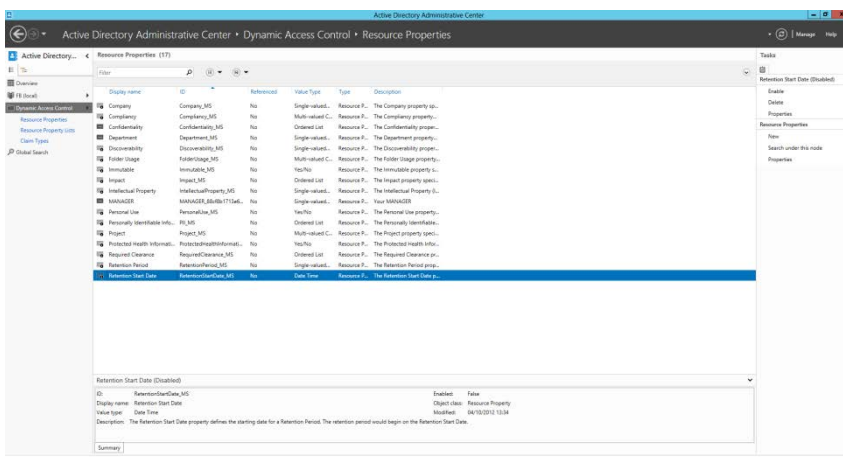 Active Directory Administrative Center
Active Directory Administrative Center • Dynamic Access Control • Resource Properties
Manage Help
Active Directory...
Resource Properties (17)
Tasks
Filter
Retention Start Date (Disabled)
Overview
FB (local)
Dynamic Access Control
Resource Properties
Resource Property Lists
Claim Types
Global Search
Display name ID Referenced Value Type Type Description
Company Company_MS No Single-valued... Resource P... The Company property sp...
Compliancy Compliancy_MS No Multi-valued C... Resource P... The Compliancy property...
Confidentiality Confidentiality_MS No Ordered List Resource P... The Confidentiality proper...
Department Department_MS No Single-valued... Resource P... The Department property...
Discoverability Discoverability_MS No Single-valued... Resource P... The Discoverability proper...
Folder Usage FolderUsage_MS No Multi-valued C... Resource P... The Folder Usage property...
Immutable Immutable_MS No Yes/No Resource P... The Immutable property s...
Impact Impact_MS No Ordered List Resource P... The Impact property speci...
Intellectual Property IntellectualProperty_MS No Single-valued... Resource P... The Intellectual Property (I...
MANAGER No Single-valued... Resource P... Your MANAGER
Personal Use PersonalUse_MS No Yes/No Resource P... The Personal Use property...
Personally Identifiable Info... PII_MS No Ordered List Resource P... The Personally Identifiable...
Project Project_MS No Multi-valued C... Resource P... The Project property speci...
Protected Health Informati... ProtectedHealthInformati... No Yes/No Resource P... The Protected Health Infor...
Required Clearance RequiredClearance_MS No Ordered List Resource P... The Required Clearance pr...
Retention Period RetentionPeriod_MS No Single-valued... Resource P... The Retention Period prop...
Retention Start Date RetentionStartDate_MS No Date Time Resource P... The Retention Start Date p...
Enable
Delete
Properties
Resource Properties
New
Search under this node
Properties
Retention Start Date (Disabled)
ID: RetentionStartDate_MS Enabled: False
Display name: Retention Start Date Object class: Resource Property
Value type: Date Time Modified: 04/10/2012 13:34
Description: The Retention Start Date property defines the starting date for a Retention Period. The retention period would begin on the Retention Start Date.
Summary